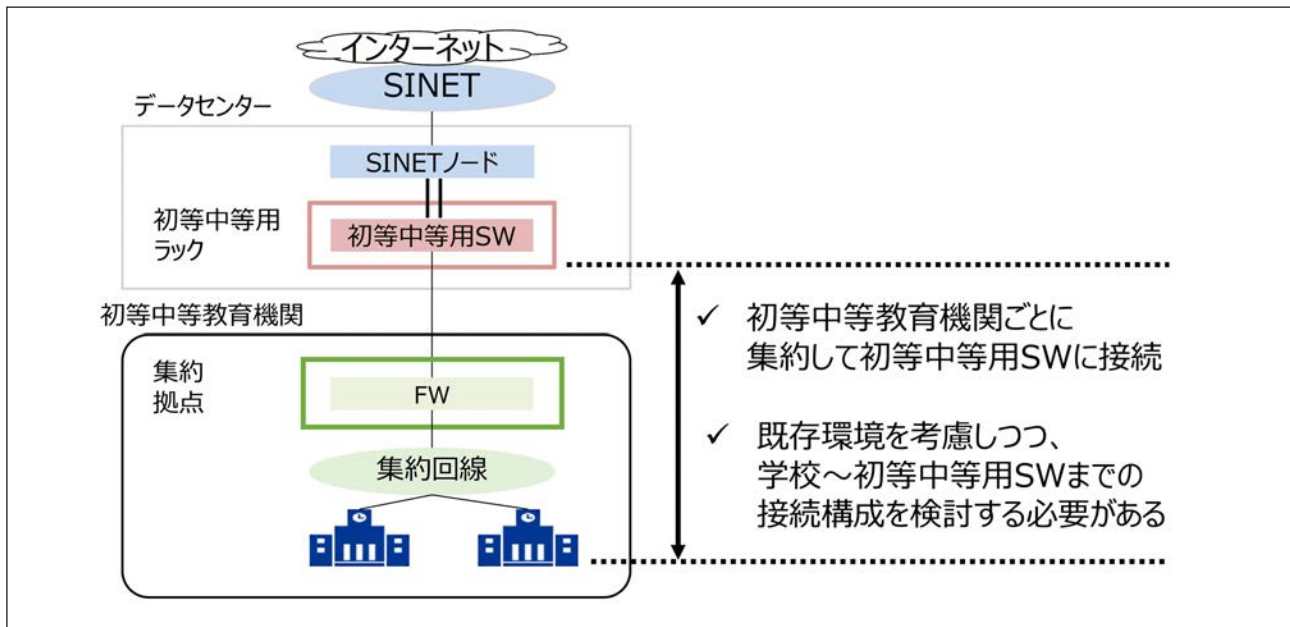 インターネット
SINET
データセンター
SINETノード
初等中等用
ラック
初等中等用SW
初等中等教育機関
集約
拠点
FW
集約回線
✓ 初等中等教育機関ごとに
集約して初等中等用SWに接続
✓ 既存環境を考慮しつつ、
学校~初等中等用SWまでの
接続構成を検討する必要がある